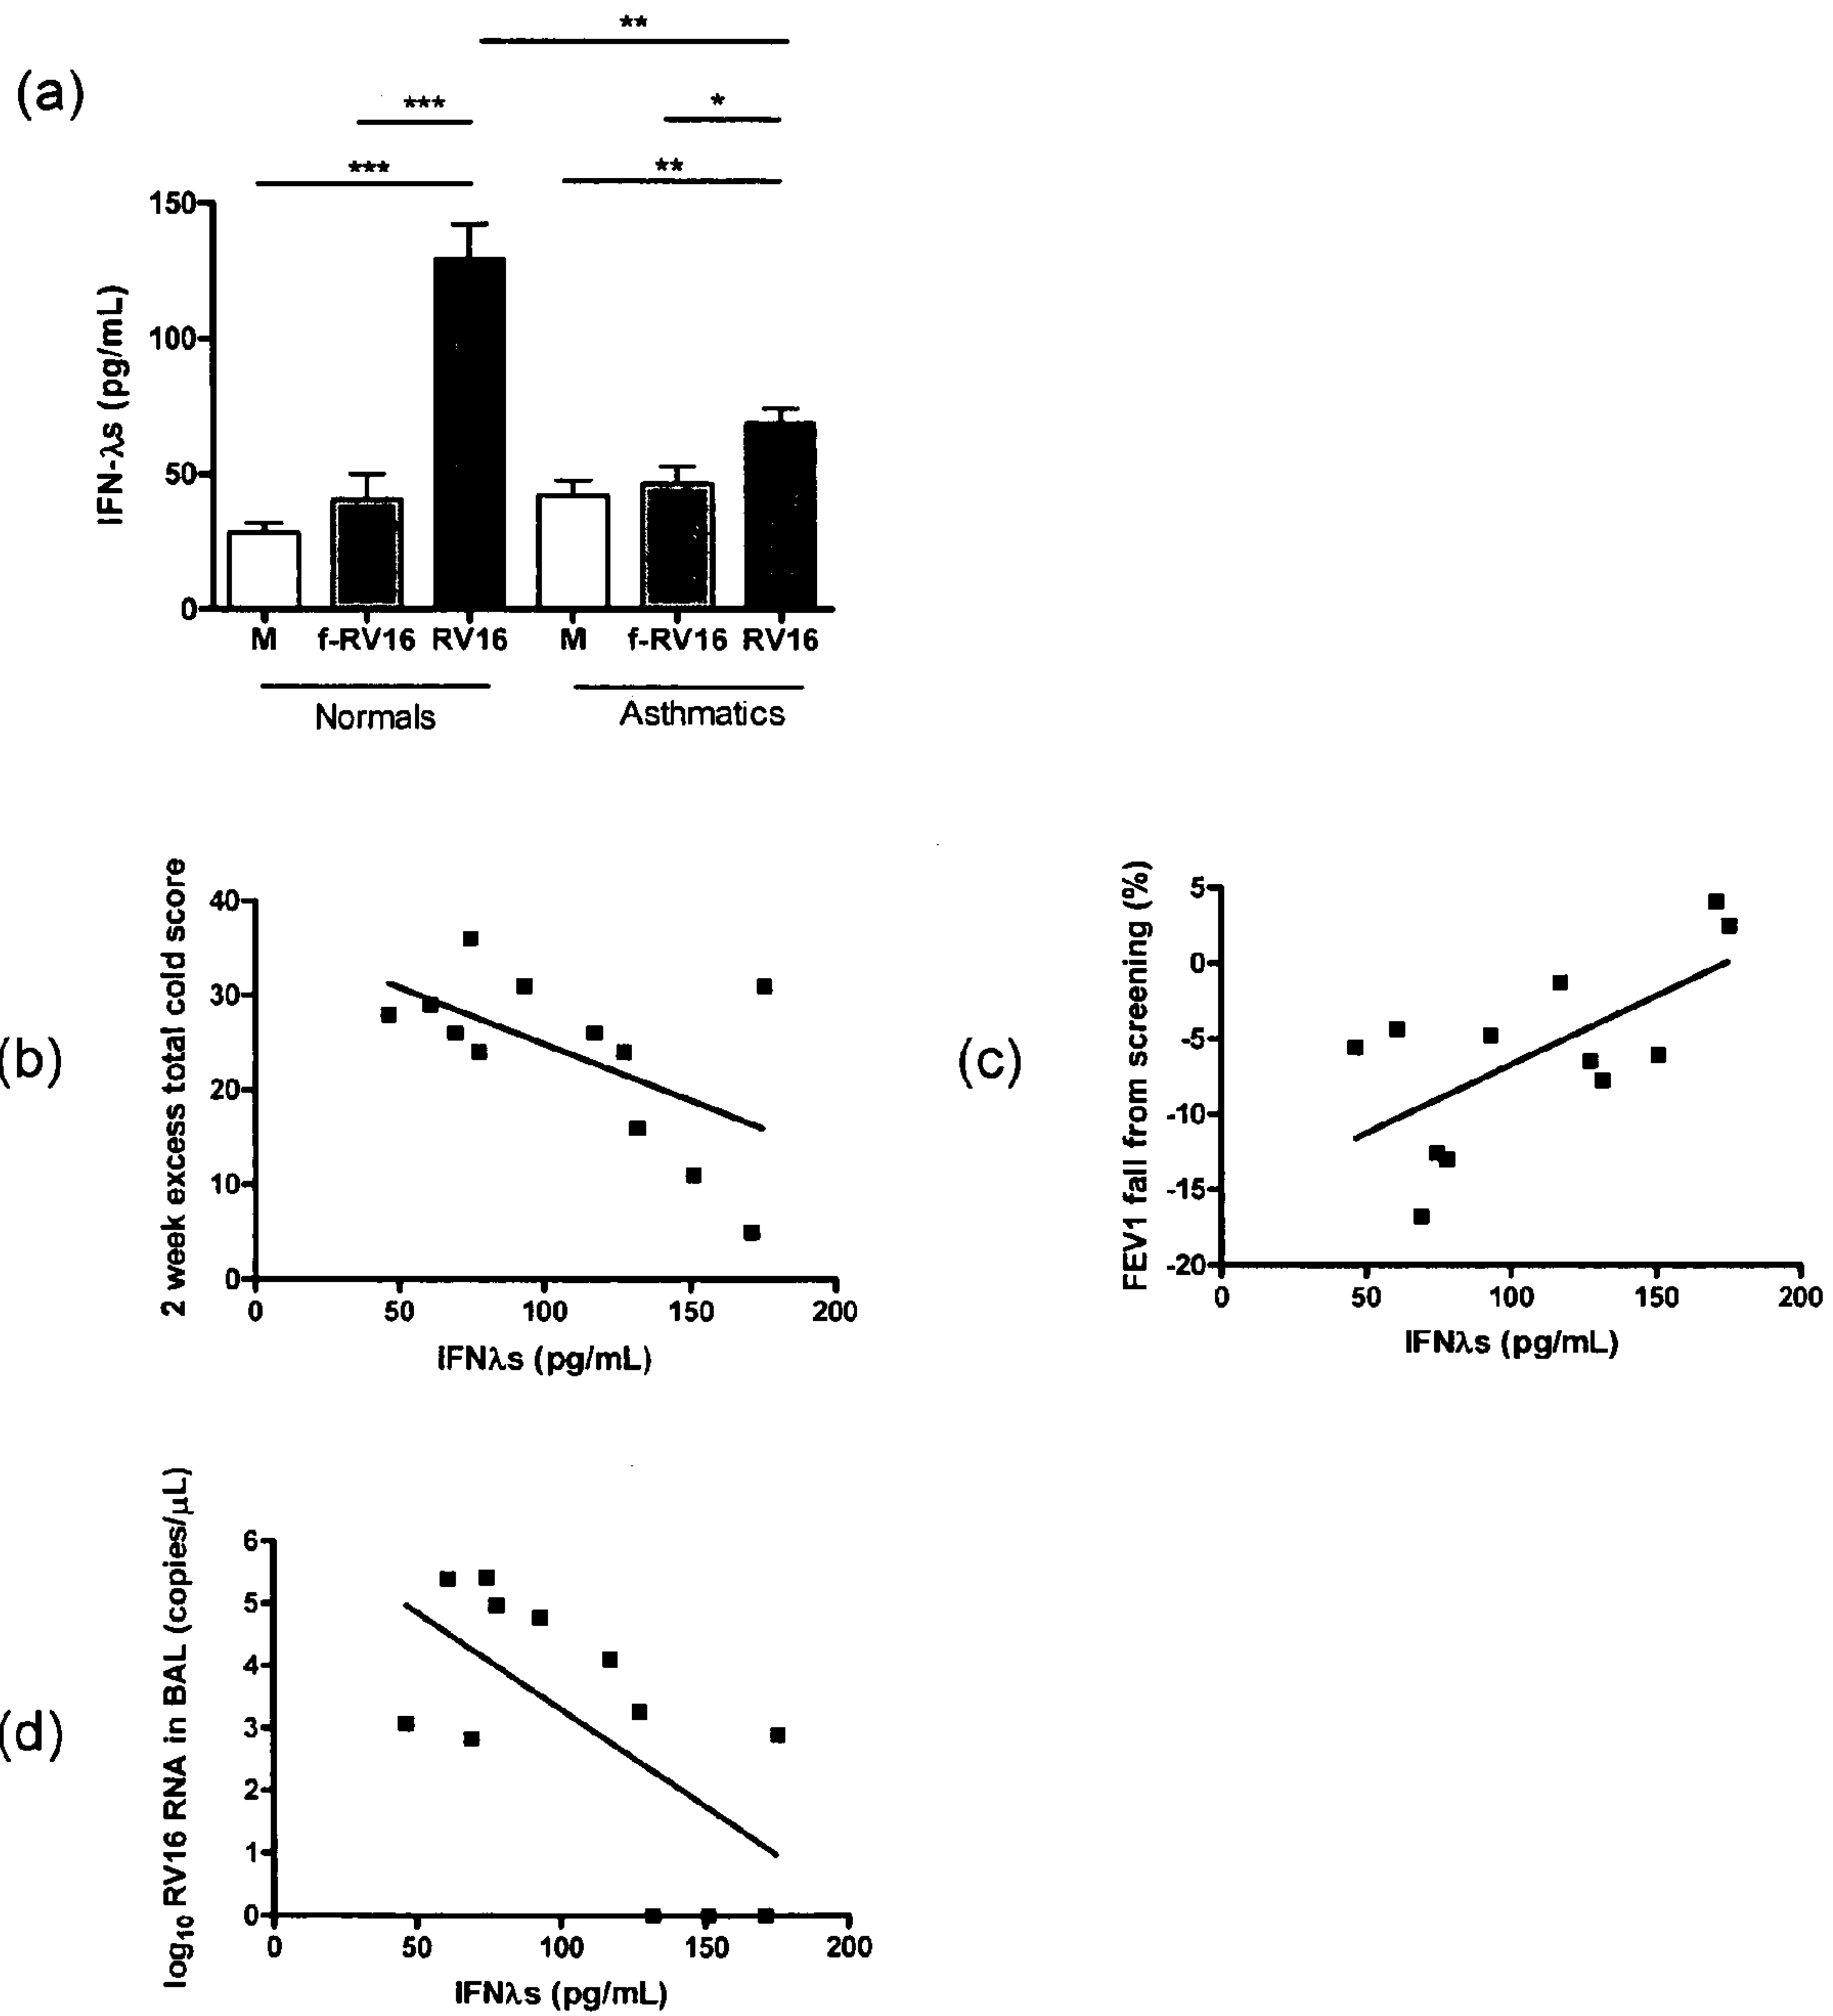 **
(a)
*** *
*** **
IFN-λs (pg/mL)
150
100
50
0
M f-RV16 RV16 M f-RV16 RV16
Normals Asthmatics
(b)
2 week excess total cold score
40
30
20
10
0
0 50 100 150 200
IFNλs (pg/mL)
(c)
FEV1 fall from screening (%)
5
0
-5
-10
-15
-20
0 50 100 150 200
IFNλs (pg/mL)
(d)
log10 RV16 RNA in BAL (copies/µL)
6
5
4
3
2
1
0
0 50 100 150 200
IFNλs (pg/mL)